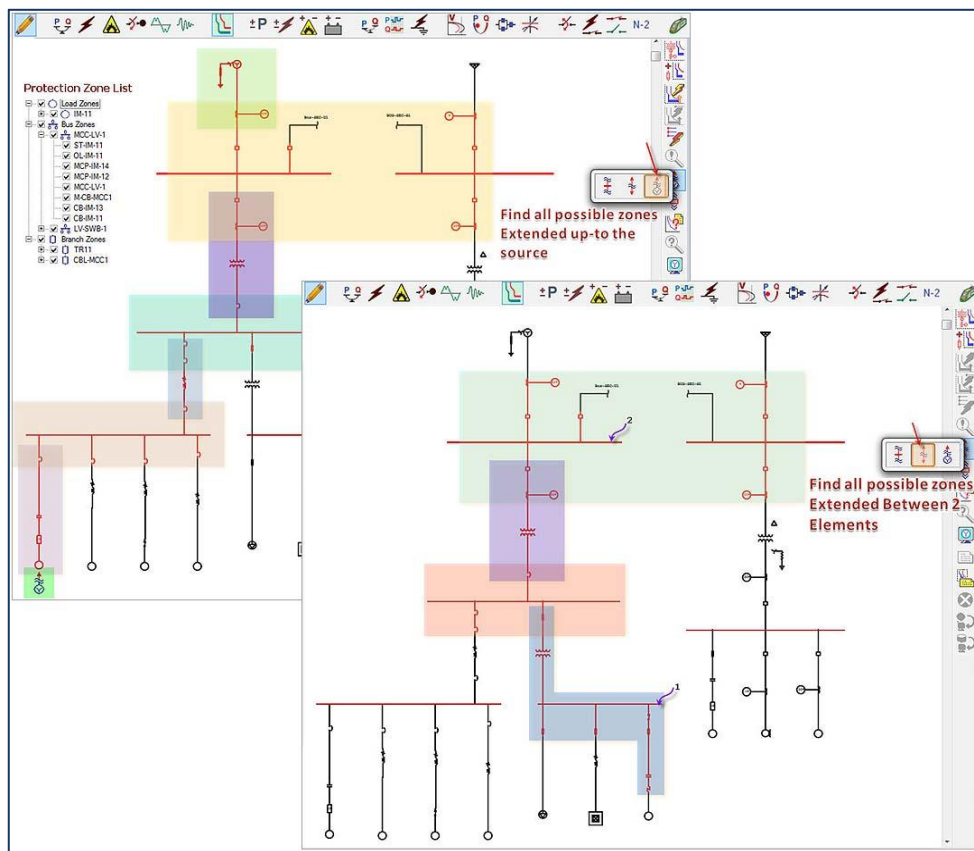 N-2
Protection Zone List
Load Zones
IM-11
Bus Zones
MCC-LV-1
ST-IM-11
OL-IM-11
MCP-IM-14
MCP-IM-12
MCC-LV-1
M-CB-MCC1
CB-IM-13
CB-IM-11
LV-SWB-1
Branch Zones
TR11
CBL-MCC1
Find all possible zones
Extended up-to the
source
N-2
2
Find all possible zones
Extended Between 2
Elements
1